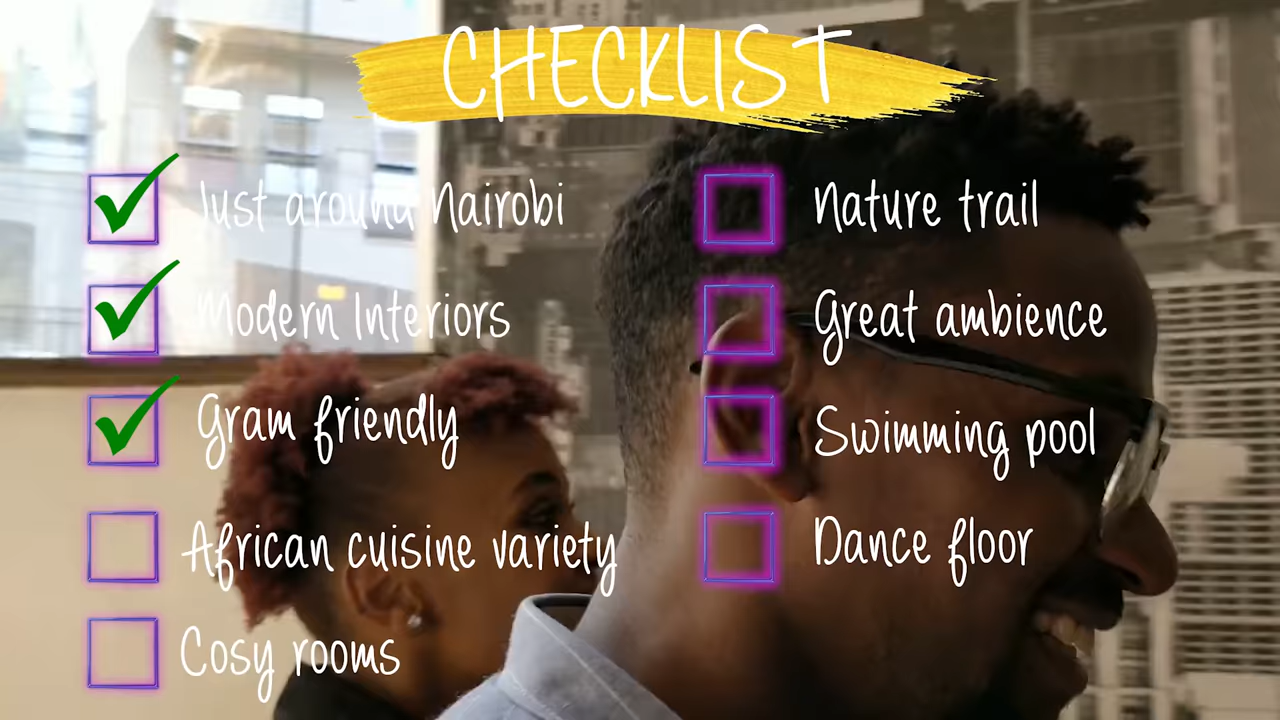 CHECKLIST
Just around Nairobi
Modern Interiors
Gram friendly
African cuisine variety
Cosy rooms
Nature trail
Great ambience
Swimming pool
Dance floor